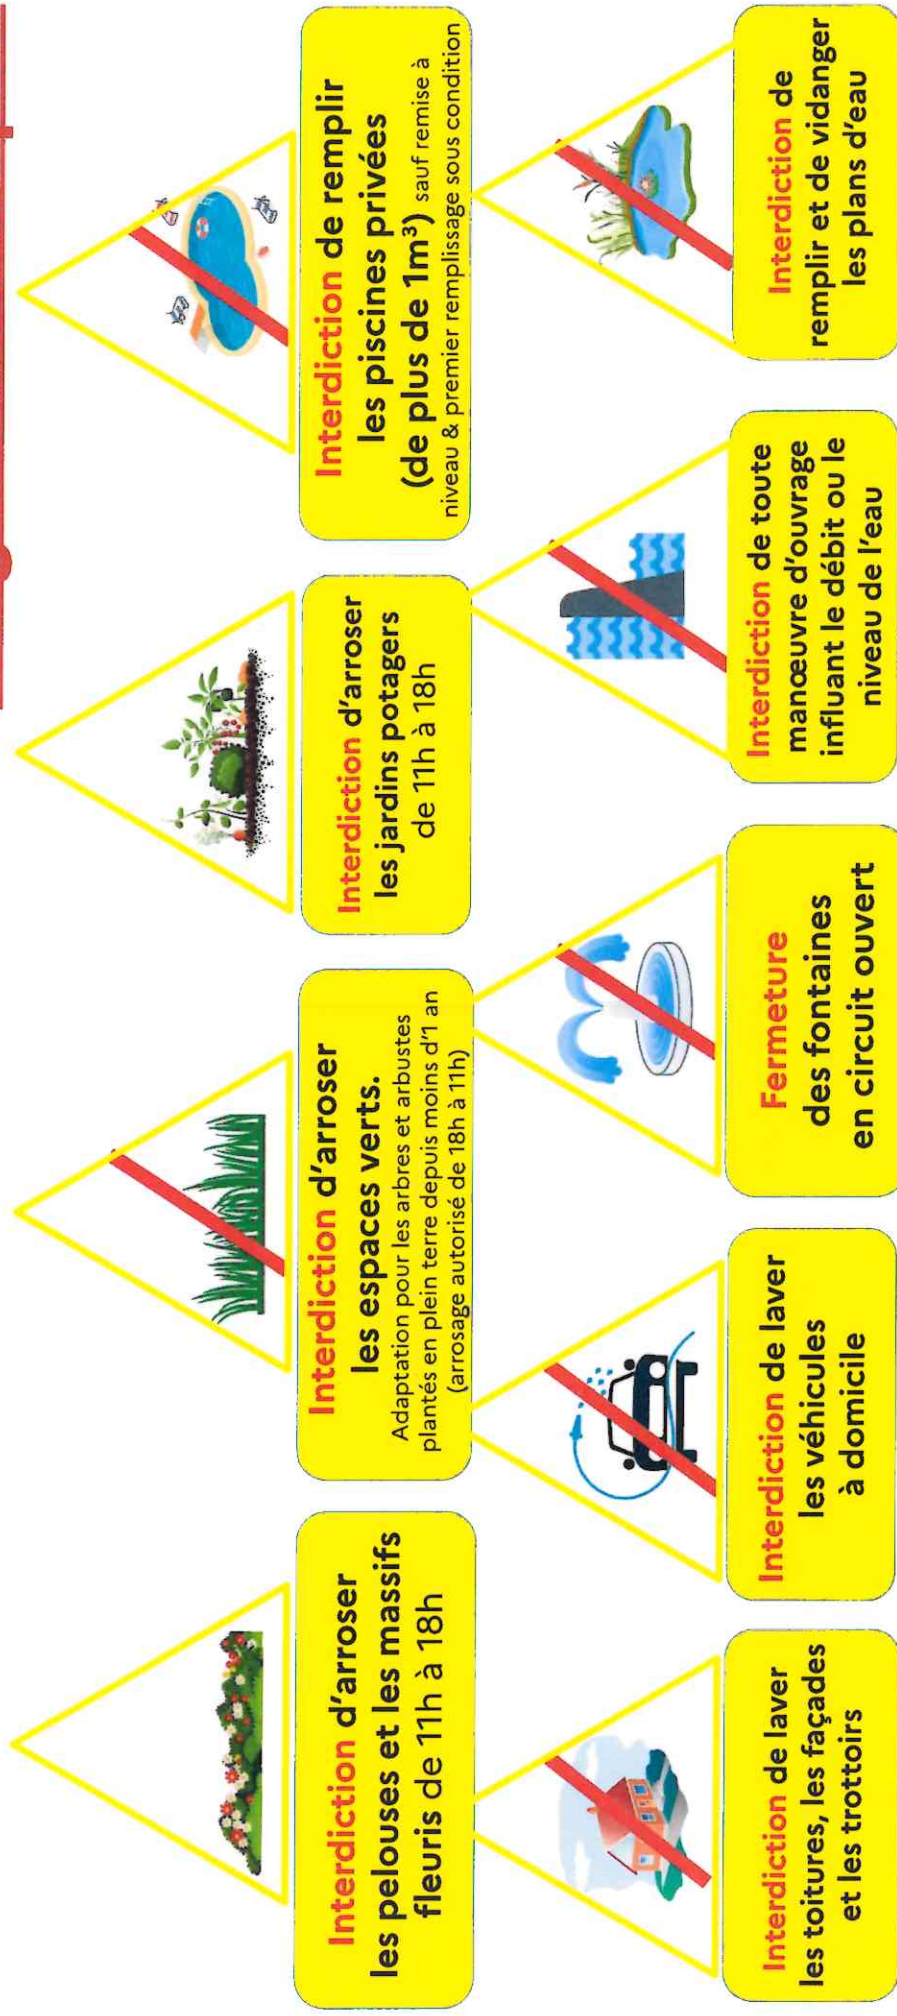 Interdiction d'arroser
les pelouses et les massifs
fleuris de 11h à 18h
Interdiction d'arroser
les espaces verts.
Adaptation pour les arbres et arbustes
plantés en plein terre depuis moins d'1 an
(arrosage autorisé de 18h à 11h)
Interdiction d'arroser
les jardins potagers
de 11h à 18h
Interdiction de remplir
les piscines privées
(de plus de 1m³) sauf remise à
niveau & premier remplissage sous condition
Interdiction de laver
les toitures, les façades
et les trottoirs
Interdiction de laver
les véhicules
à domicile
Fermeture
des fontaines
en circuit ouvert
Interdiction de toute
manœuvre d'ouvrage
influant le débit ou le
niveau de l'eau
Interdiction de
remplir et de vidanger
les plans d'eau